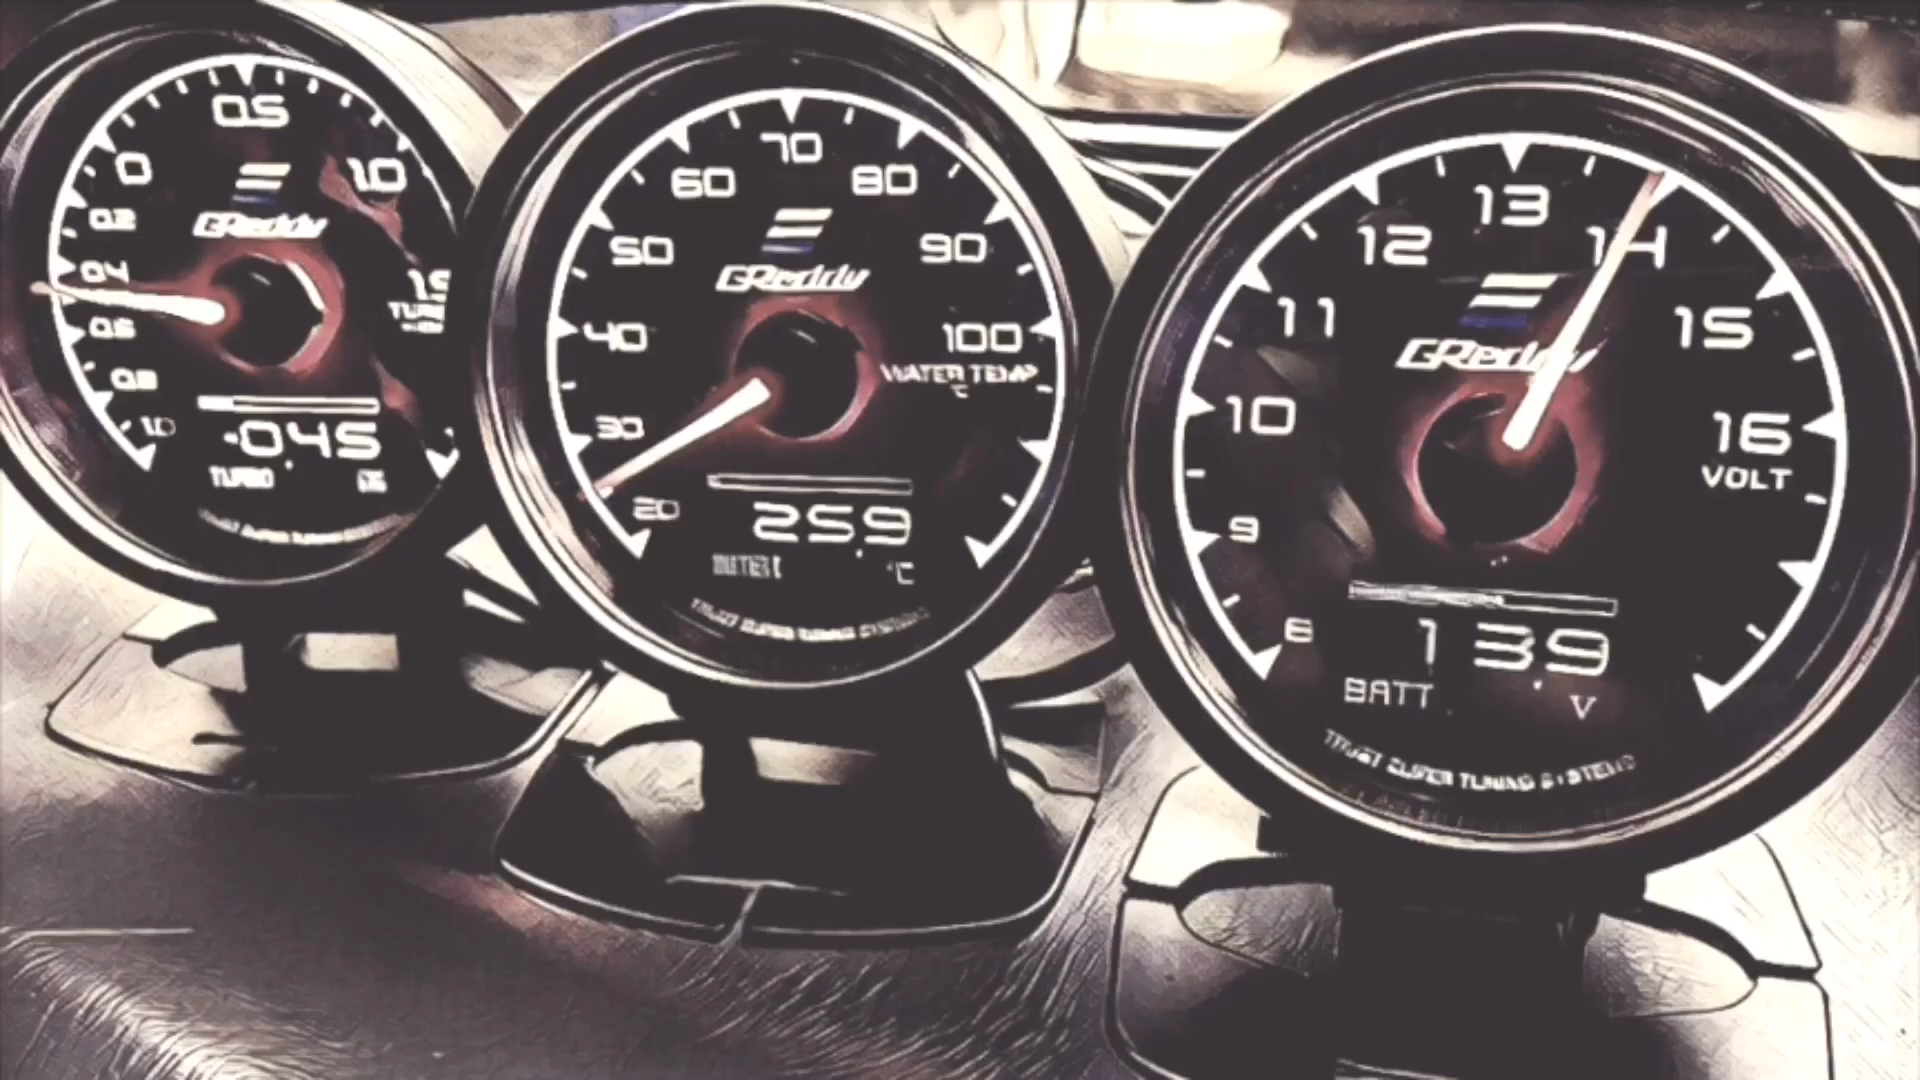 0.5
0
1.0
0.2
GReddy
0.4
0.6
0.8
1.0
-0.45
TURBO
70
60
80
50
90
GReddy
40
100
WATER TEMP
°C
30
20
25.9
WATER
°C
TRUST SUPER TUNING SYSTEMS
13
12
14
11
15
GReddy
10
16
VOLT
9
8
13.9
BATT
V
TRUST SUPER TUNING SYSTEMS